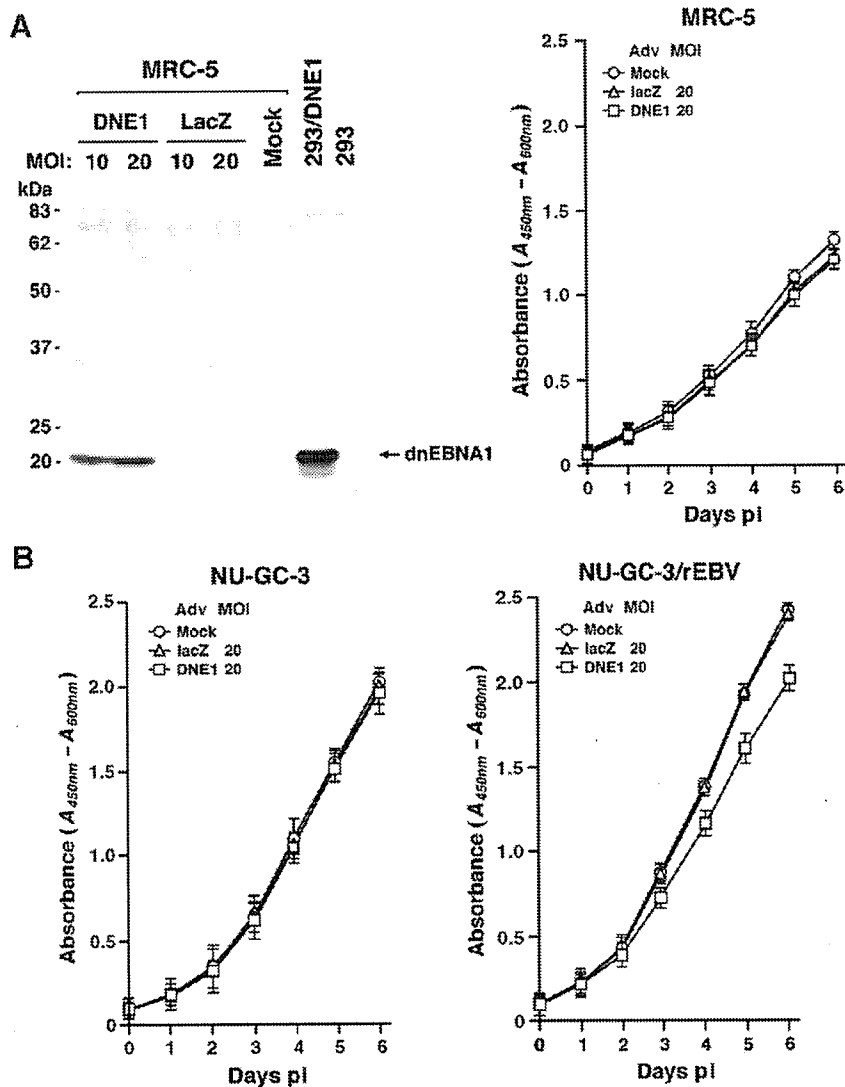 A
MRC-5
DNE1 LacZ Mock 293/DNE1 293
MOI: 10 20 10 20
kDa
83 -
62 -
50 -
37 -
25 -
20 -
←dnEBNA1
MRC-5
Adv MOI
Mock
lacZ 20
DNE1 20
Absorbance (A450nm – A600nm)
2.5
2.0
1.5
1.0
0.5
0
0 1 2 3 4 5 6
Days pi
B
NU-GC-3
Adv MOI
Mock
lacZ 20
DNE1 20
Absorbance (A450nm – A600nm)
2.5
2.0
1.5
1.0
0.5
0
0 1 2 3 4 5 6
Days pi
NU-GC-3/rEBV
Adv MOI
Mock
lacZ 20
DNE1 20
Absorbance (A450nm – A600nm)
2.5
2.0
1.5
1.0
0.5
0
0 1 2 3 4 5 6
Days pi